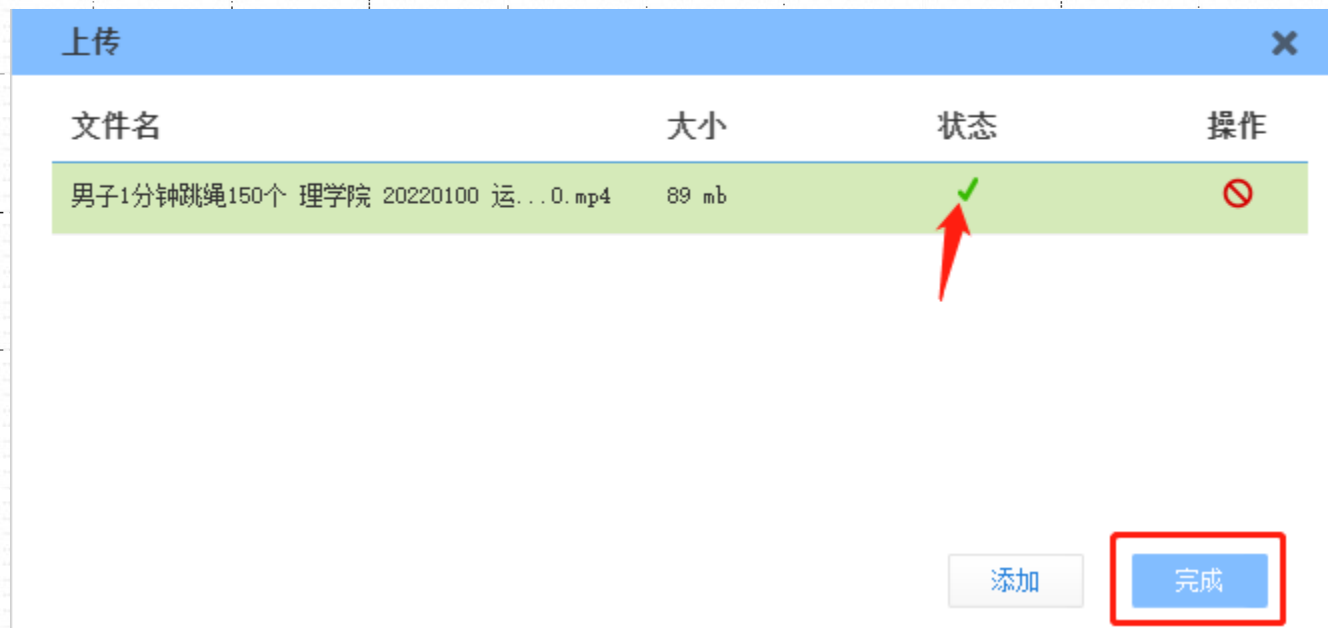 上传
文件名 大小 状态 操作
男子1分钟跳绳150个 理学院 20220100 运...0.mp4 89 mb
添加 完成